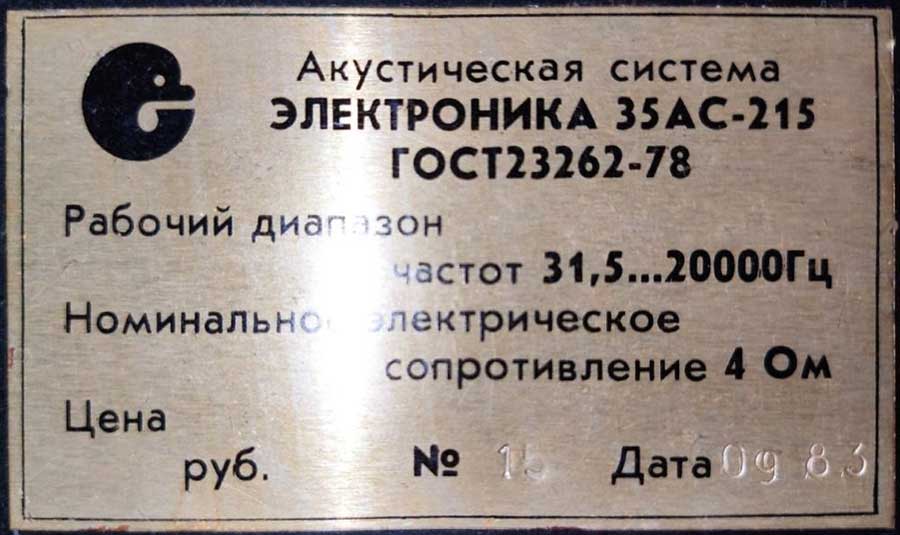 Акустическая система
ЭЛЕКТРОНИКА 35АС-215
ГОСТ23262-78
Рабочий диапазон
частот 31,5...20000Гц
Номинальное электрическое
сопротивление 4 Ом
Цена
руб. № 15 Дата 09 83